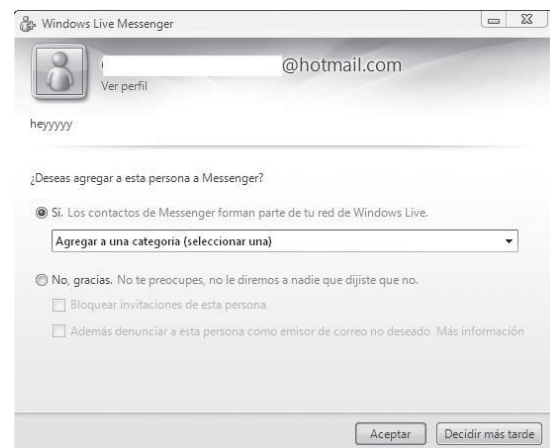 Windows Live Messenger
@hotmail.com
Ver perfil
heyyyyy
¿Deseas agregar a esta persona a Messenger?
Sí. Los contactos de Messenger forman parte de tu red de Windows Live.
Agregar a una categoría (seleccionar una)
No, gracias. No te preocupes, no le diremos a nadie que dijiste que no.
Bloquear invitaciones de esta persona
Además denunciar a esta persona como emisor de correo no deseado Más información
Aceptar Decidir más tarde